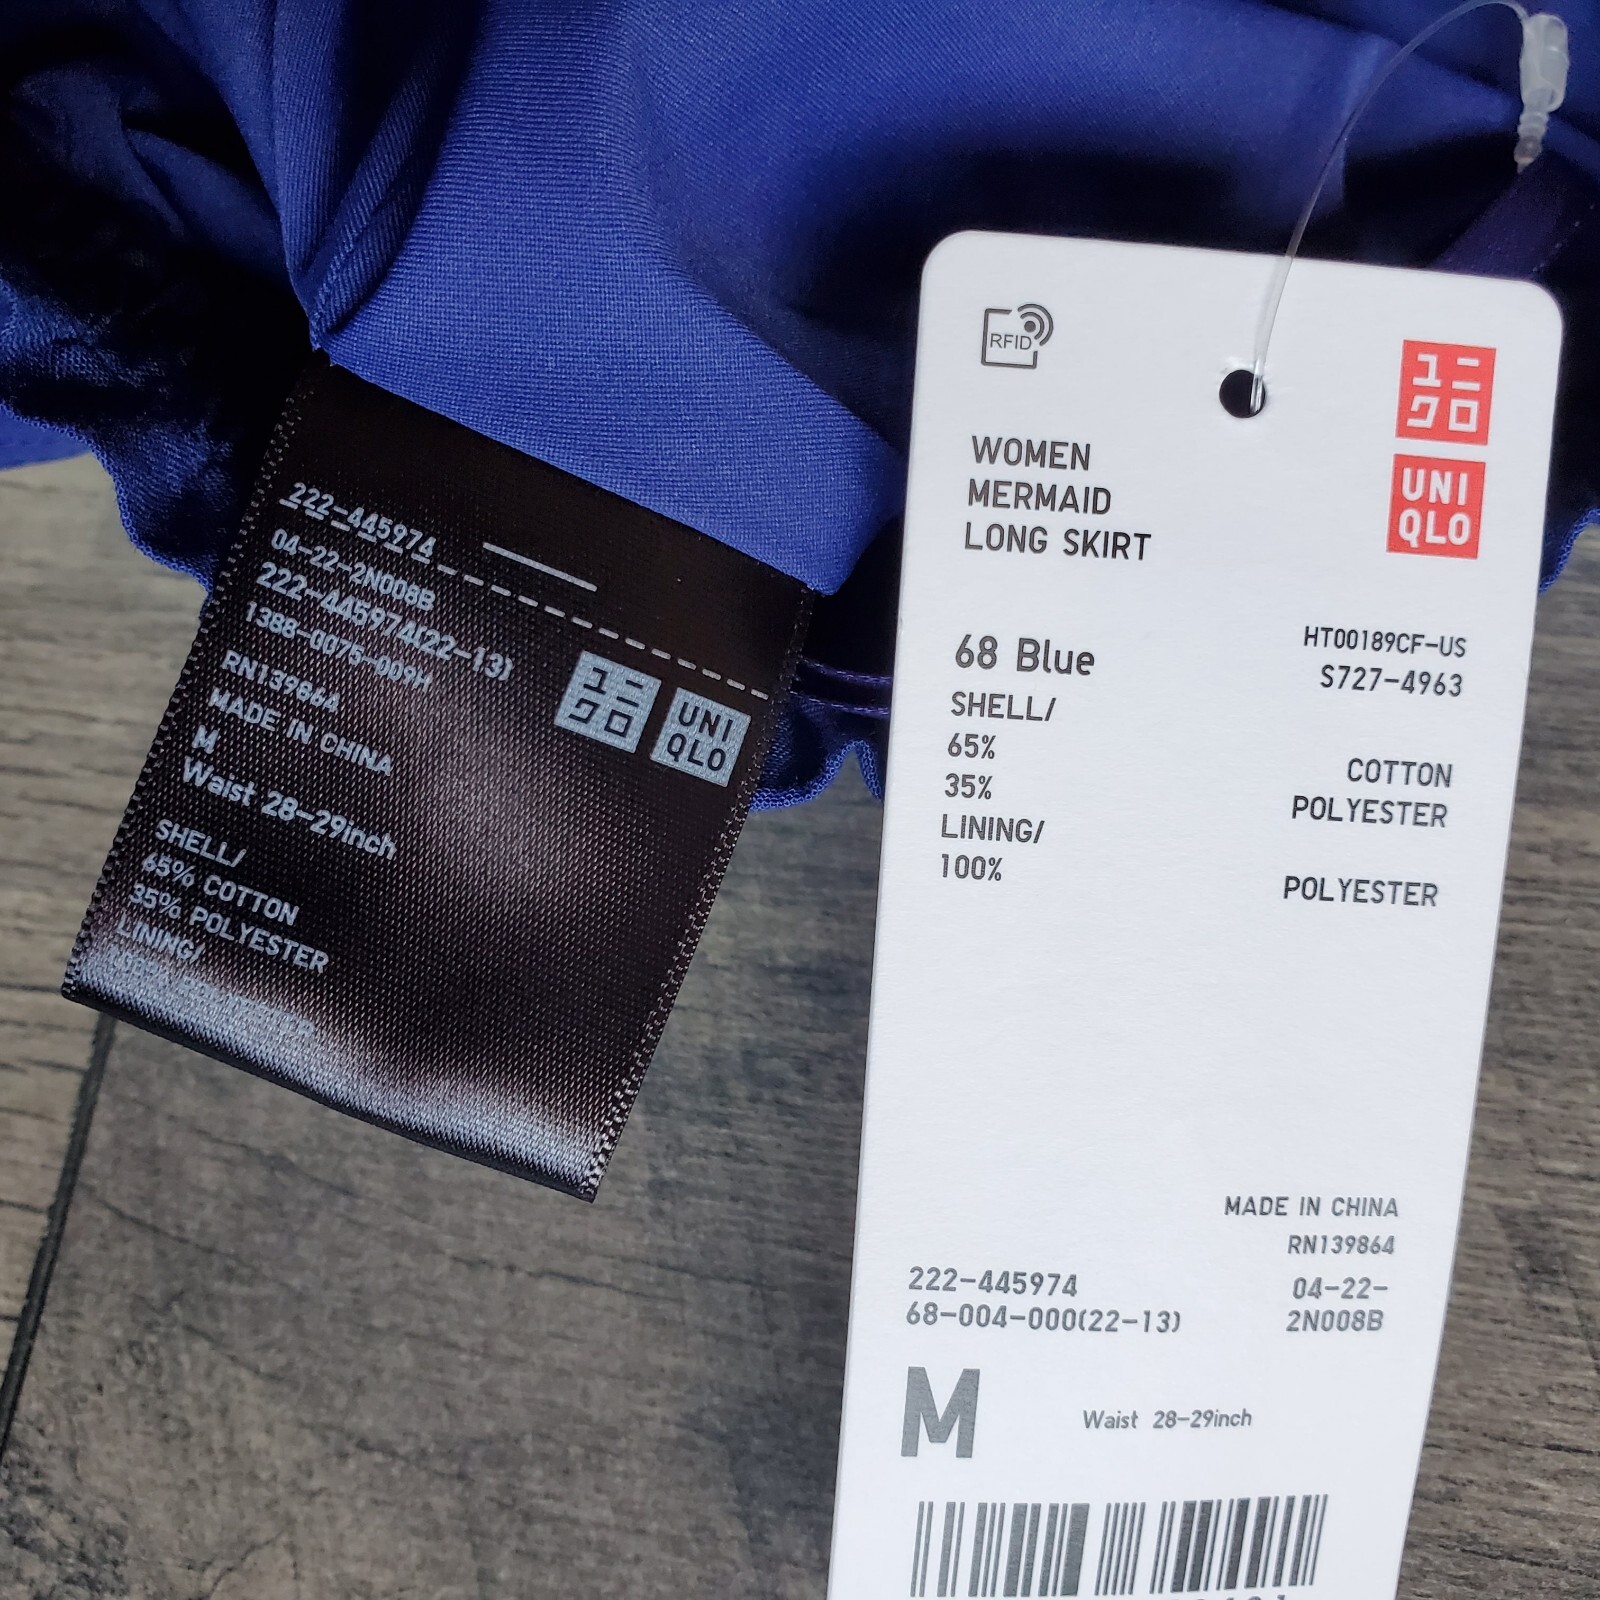 222-445974
04-22-2N008B
222-445974(22-13)
1388-0075-009H
RN139864
MADE IN CHINA
M
Waist 28-29inch
SHELL/
65% COTTON
35% POLYESTER
LINING/
ユニ
クロ
UNI
QLO
RFID
ユニ
クロ
UNI
QLO
WOMEN
MERMAID
LONG SKIRT
HT00189CF-US
S727-4963
68 Blue
SHELL/
65% COTTON
35% POLYESTER
LINING/
100% POLYESTER
MADE IN CHINA
RN139864
222-445974 04-22-
68-004-000(22-13) 2N008B
M Waist 28-29inch